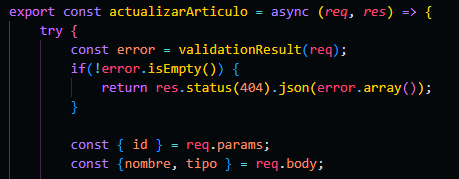 export const actualizarArticulo = async (req, res) => {
try {
const error = validationResult(req);
if(!error.isEmpty()) {
return res.status(404).json(error.array());
}
const { id } = req.params;
const {nombre, tipo } = req.body;